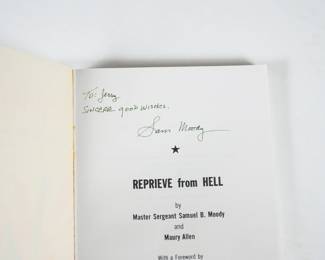 To: Jerry
SINCERE GOOD WISHES.
Sam Moody
REPRIEVE from HELL
by
Master Sergeant Samuel B. Moody
and
Maury Allen
With a Foreword by